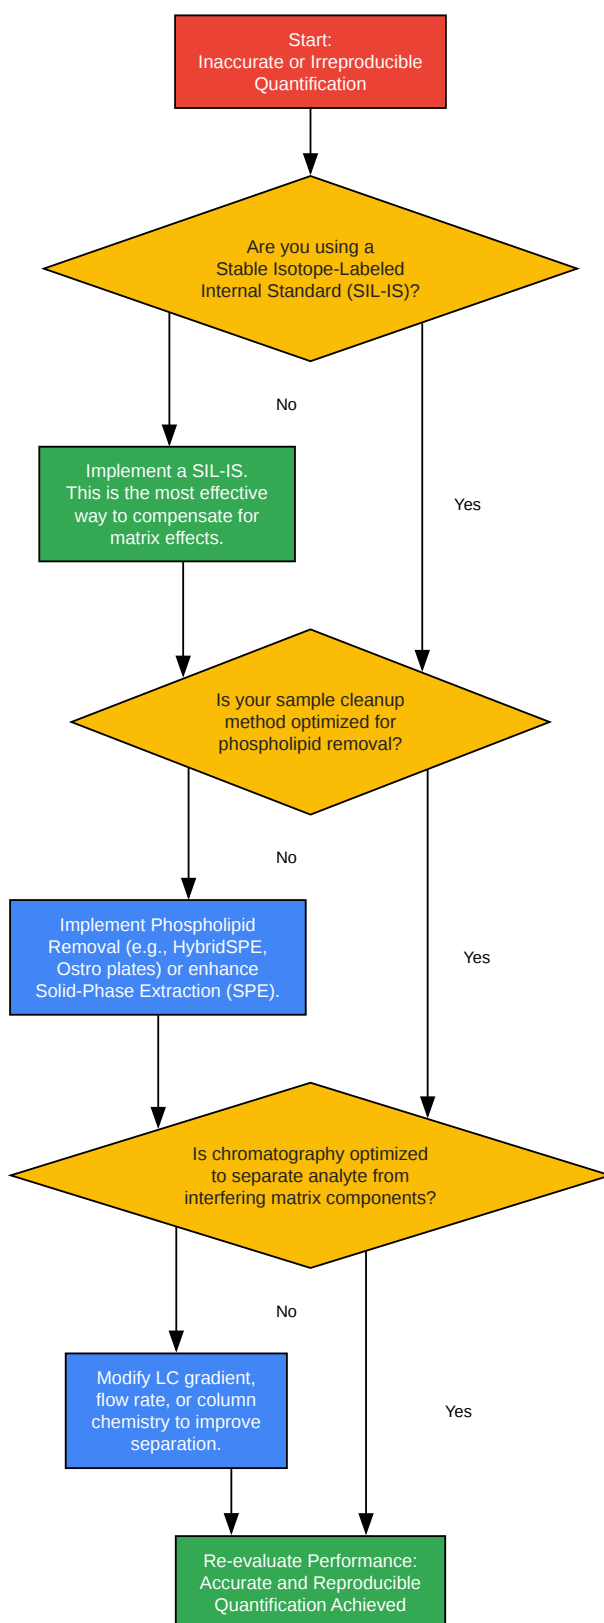 Start:
Inaccurate or Irreproducible
Quantification
Are you using a
Stable Isotope-Labeled
Internal Standard (SIL-IS)?
No
Implement a SIL-IS.
This is the most effective
way to compensate for
matrix effects.
Yes
Is your sample cleanup
method optimized for
phospholipid removal?
No
Implement Phospholipid
Removal (e.g., HybridSPE,
Ostro plates) or enhance
Solid-Phase Extraction (SPE).
Yes
Is chromatography optimized
to separate analyte from
interfering matrix components?
No
Modify LC gradient,
flow rate, or column
chemistry to improve
separation.
Yes
Re-evaluate Performance:
Accurate and Reproducible
Quantification Achieved